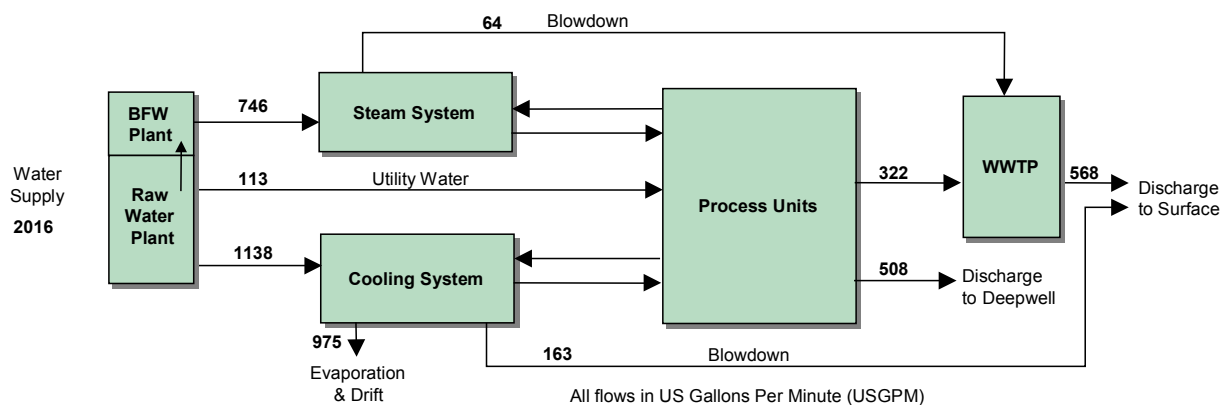 64
Blowdown
BFW
Plant
746
Steam System
Water
Supply
2016
Raw
Water
Plant
113
Utility Water
Process Units
322
WWTP
568
Discharge
to Surface
1138
Cooling System
508
Discharge
to Deepwell
975
Evaporation
& Drift
163
Blowdown
All flows in US Gallons Per Minute (USGPM)